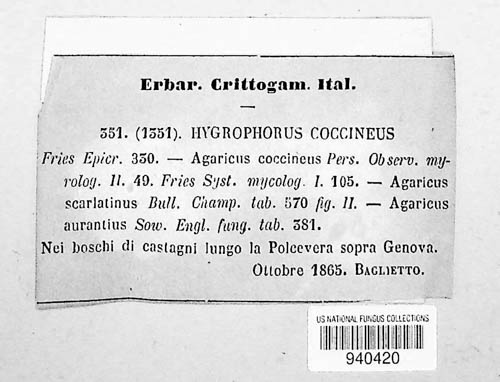 Erbar. Crittogam. Ital.
351. (1351). HYGROPHORUS COCCINEUS
Fries Epicr. 330. — Agaricus coccineus Pers. Observ. my-
rolog. II. 49. Fries Syst. mycolog. I. 105. — Agaricus
scarlatinus Bull. Champ. tab. 570 fig. II. — Agaricus
aurantius Sow. Engl. fung. tab. 381.
Nei boschi di castagni lungo la Polcevera sopra Genova.
Ottobre 1865. BAGLIETTO.
US NATIONAL FUNGUS COLLECTIONS
940420